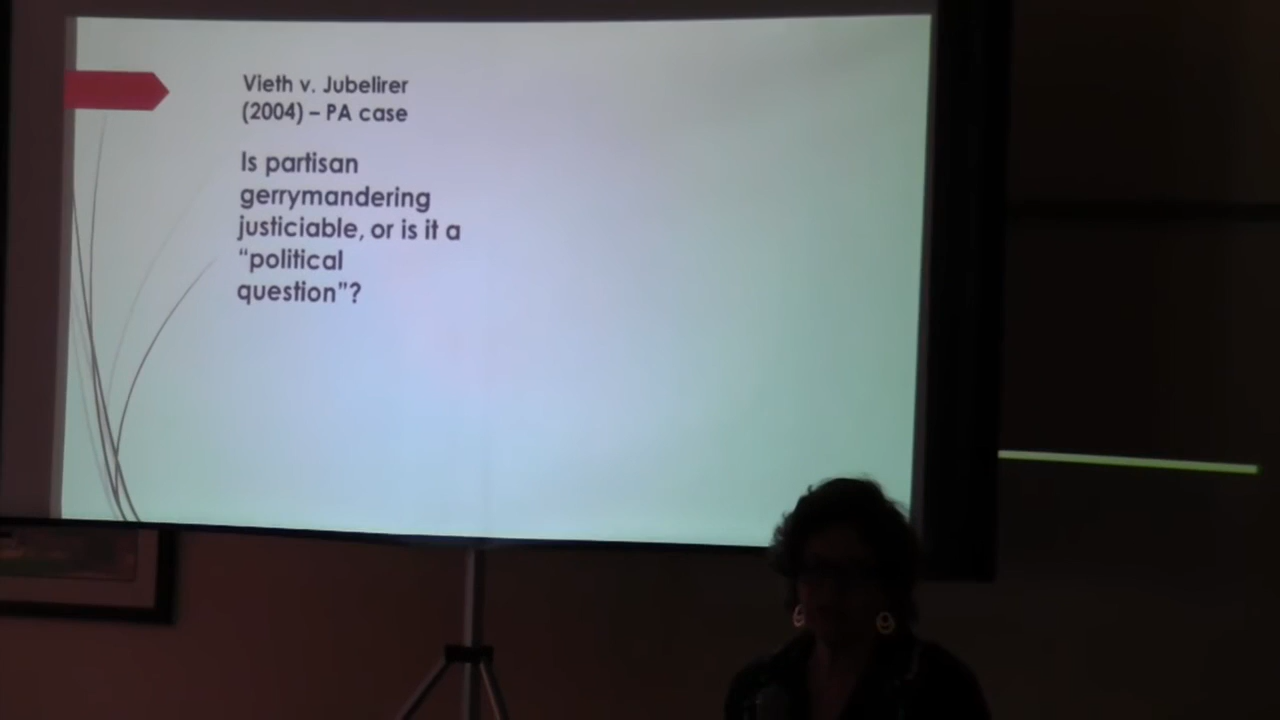 Vieth v. Jubelirer
(2004) – PA case
Is partisan
gerrymandering
justiciable, or is it a
“political
question”?